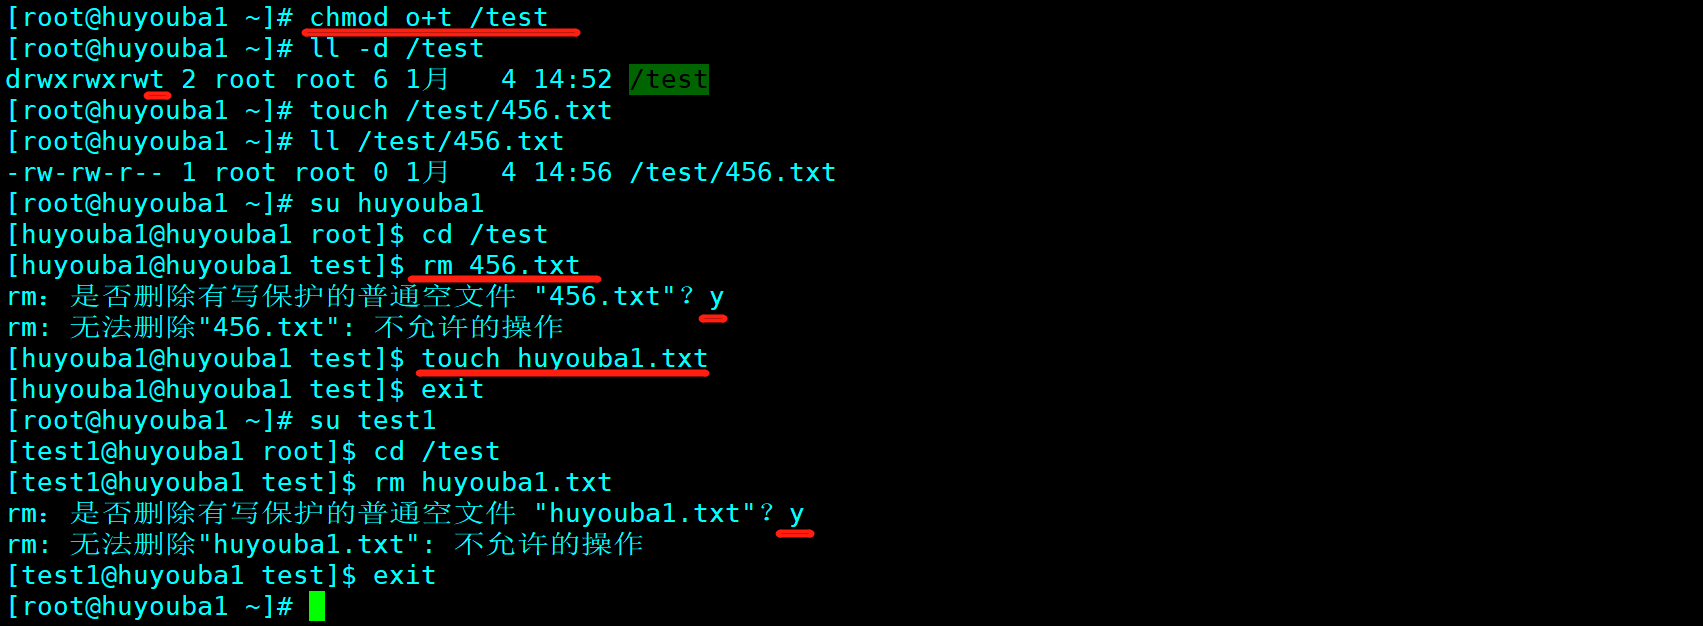 [root@huyouba1 ~]# chmod o+t /test
[root@huyouba1 ~]# ll -d /test
drwxrwxrwt 2 root root 6 1月   4 14:52 /test
[root@huyouba1 ~]# touch /test/456.txt
[root@huyouba1 ~]# ll /test/456.txt
-rw-rw-r-- 1 root root 0 1月   4 14:56 /test/456.txt
[root@huyouba1 ~]# su huyouba1
[huyouba1@huyouba1 root]$ cd /test
[huyouba1@huyouba1 test]$ rm 456.txt
rm：是否删除有写保护的普通空文件 "456.txt"？y
rm: 无法删除"456.txt": 不允许的操作
[huyouba1@huyouba1 test]$ touch huyouba1.txt
[huyouba1@huyouba1 test]$ exit
[root@huyouba1 ~]# su test1
[test1@huyouba1 root]$ cd /test
[test1@huyouba1 test]$ rm huyouba1.txt
rm：是否删除有写保护的普通空文件 "huyouba1.txt"？y
rm: 无法删除"huyouba1.txt": 不允许的操作
[test1@huyouba1 test]$ exit
[root@huyouba1 ~]#